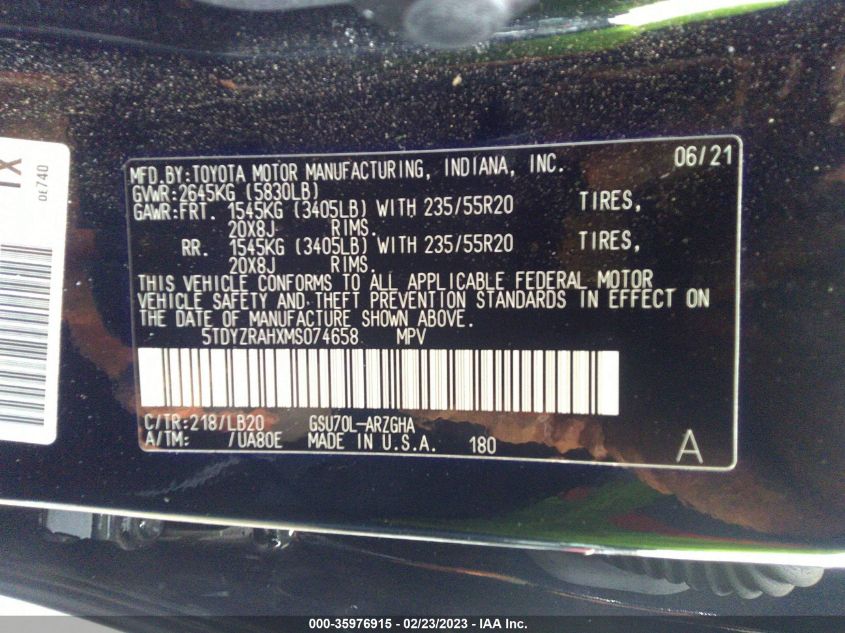 MFD.BY:TOYOTA MOTOR MANUFACTURING, INDIANA, INC. 06/21
GVWR:2645KG (5830LB)
GAWR:FRT. 1545KG (3405LB) WITH 235/55R20 TIRES,
20X8J RIMS.
RR. 1545KG (3405LB) WITH 235/55R20 TIRES,
20X8J RIMS.
THIS VEHICLE CONFORMS TO ALL APPLICABLE FEDERAL MOTOR
VEHICLE SAFETY AND THEFT PREVENTION STANDARDS IN EFFECT ON
THE DATE OF MANUFACTURE SHOWN ABOVE.
5TDYZRAHXMS074658 MPV
C/TR:218/LB20 GSU70L-ARZGHA
A/TM: /UA80E MADE IN U.S.A. 180 A
0E740
000-35976915 - 02/23/2023 - IAA Inc.